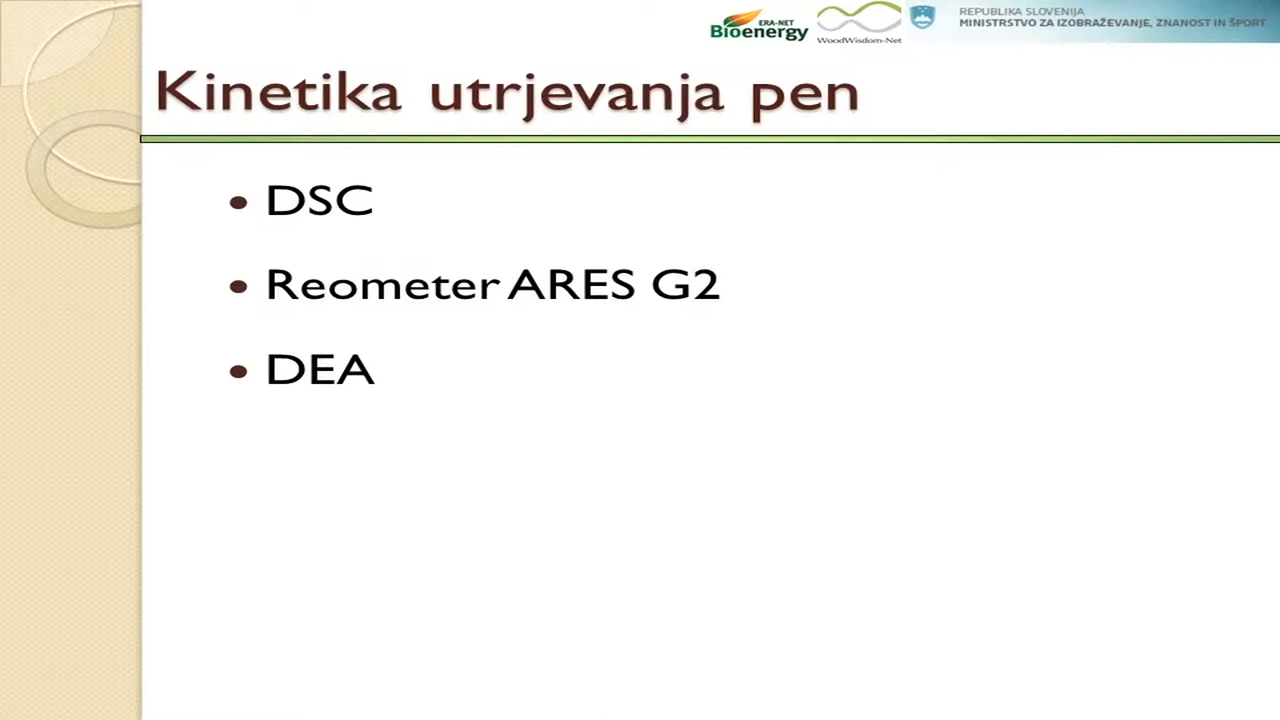 ERA-NET
Bioenergy
WoodWisdom-Net
REPUBLIKA SLOVENIJA
MINISTRSTVO ZA IZOBRAŽEVANJE, ZNANOST IN ŠPORT
Kinetika utrjevanja pen
• DSC
• Reometer ARES G2
• DEA